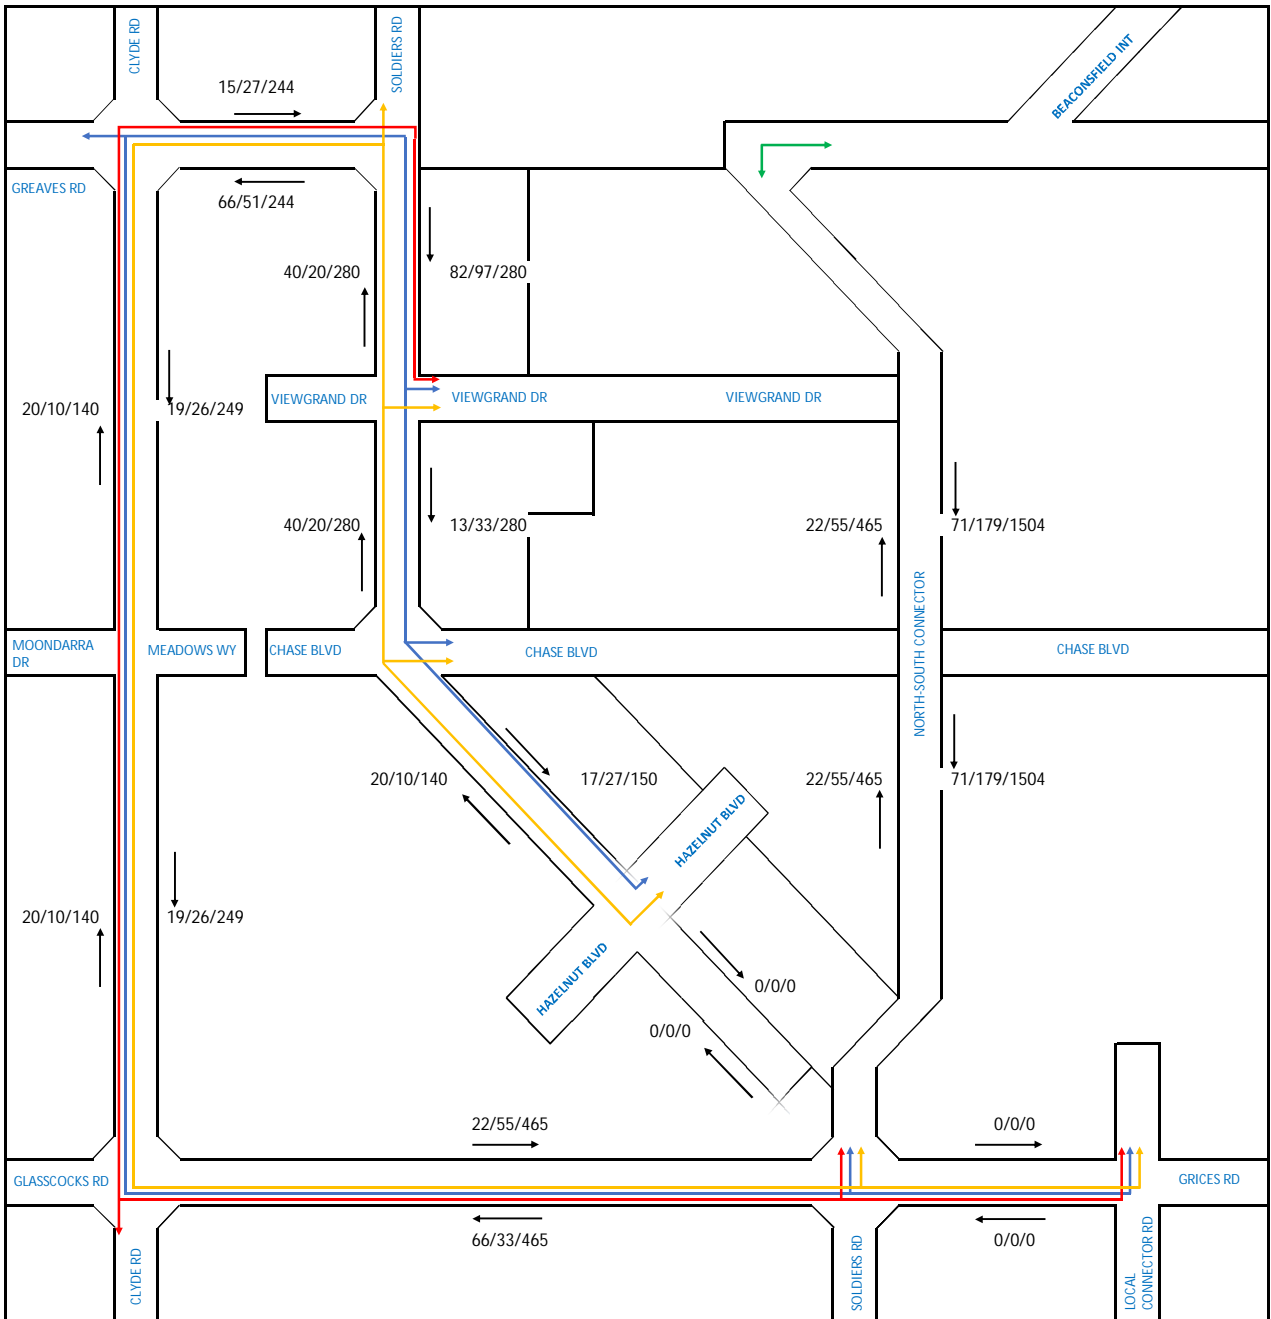 CLYDE RD
SOLDIERS RD
BEACONSFIELD INT
15/27/244
GREAVES RD
66/51/244
40/20/280
82/97/280
20/10/140
19/26/249
VIEWGRAND DR
VIEWGRAND DR
VIEWGRAND DR
40/20/280
13/33/280
22/55/465
71/179/1504
NORTH-SOUTH CONNECTOR
MOONDARRA
DR
MEADOWS WY
CHASE BLVD
CHASE BLVD
CHASE BLVD
20/10/140
17/27/150
22/55/465
71/179/1504
HAZELNUT BLVD
20/10/140
19/26/249
HAZELNUT BLVD
0/0/0
0/0/0
22/55/465
0/0/0
GLASSCOCKS RD
GRICES RD
66/33/465
0/0/0
CLYDE RD
SOLDIERS RD
LOCAL
CONNECTOR RD